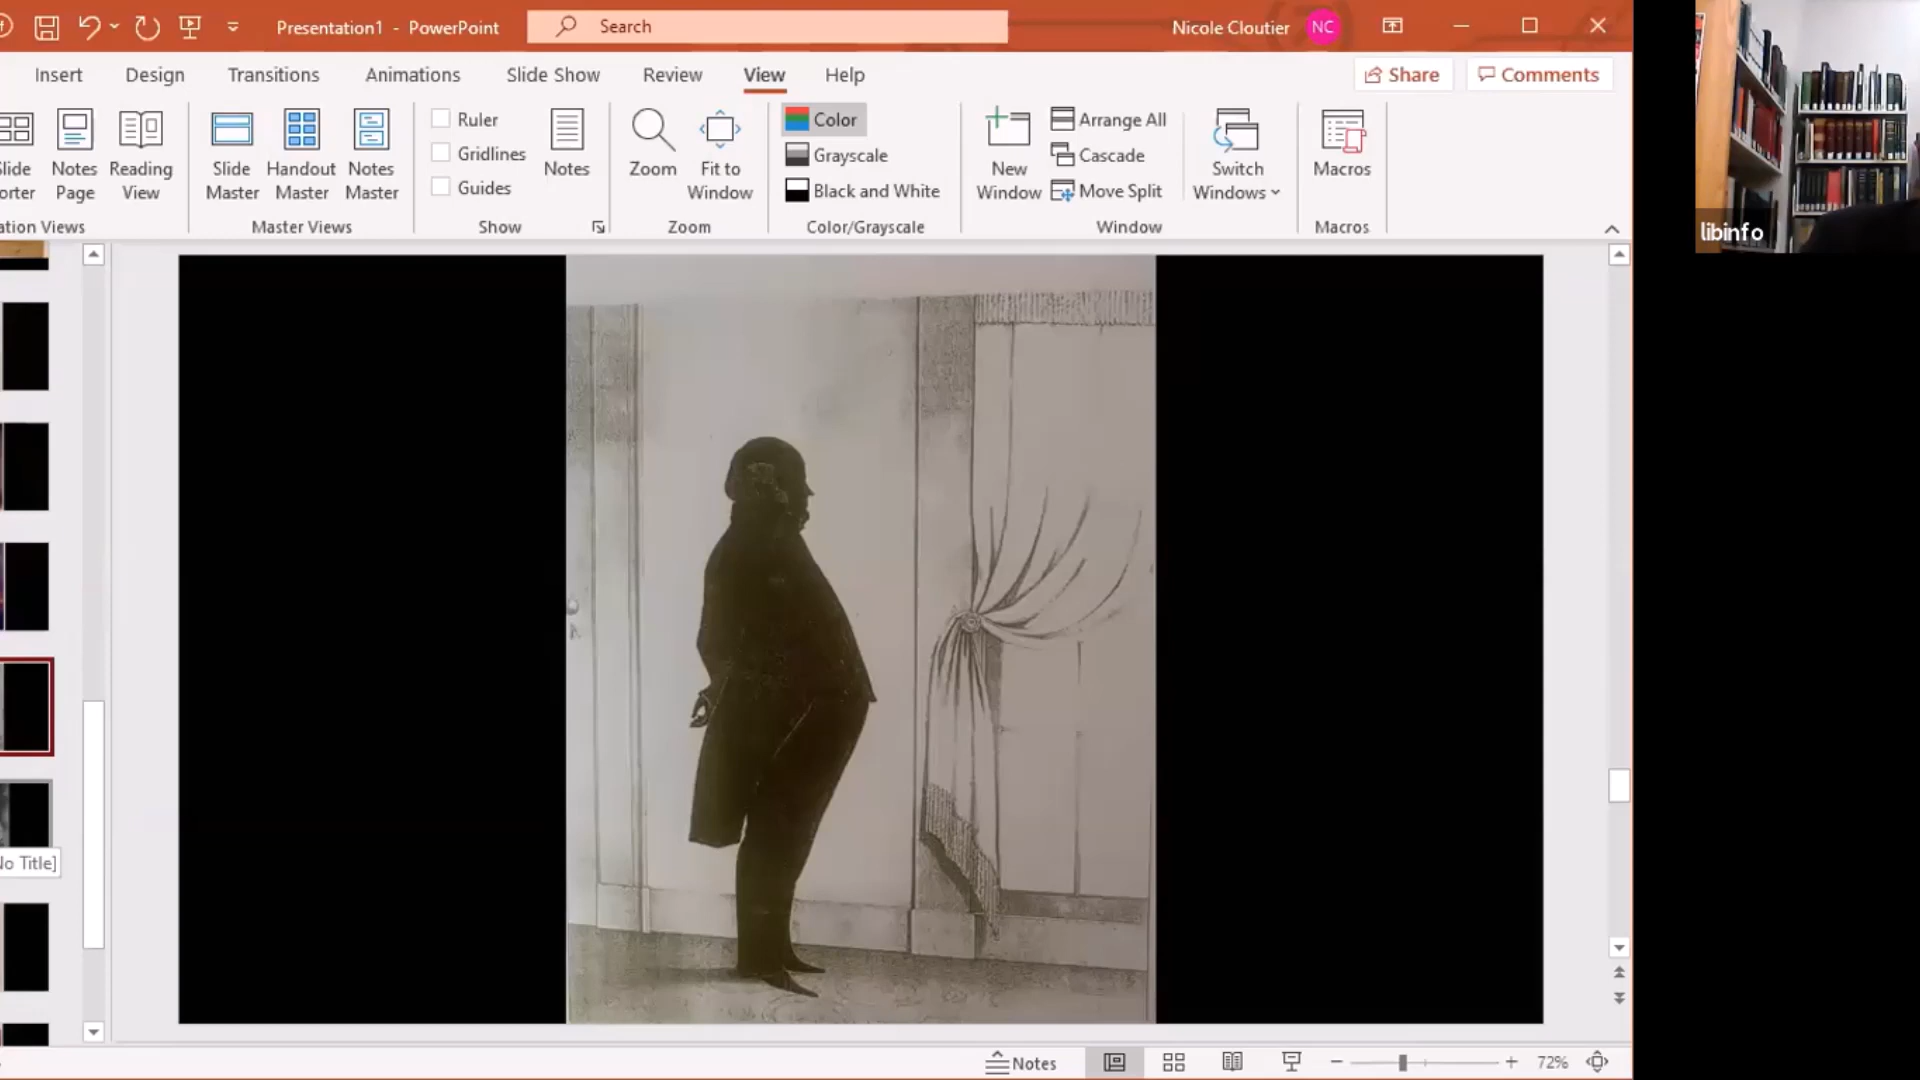 Presentation1 - PowerPoint
Search
Nicole Cloutier
NC
Insert
Design
Transitions
Animations
Slide Show
Review
View
Help
Share
Comments
Notes
Page
Reading
View
Slide
Master
Handout
Master
Notes
Master
Master Views
Ruler
Gridlines
Guides
Notes
Show
Zoom
Fit to
Window
Zoom
Color
Grayscale
Black and White
Color/Grayscale
New
Window
Arrange All
Cascade
Move Split
Switch
Windows
Window
Macros
Macros
libinfo
No Title]
Notes
72%